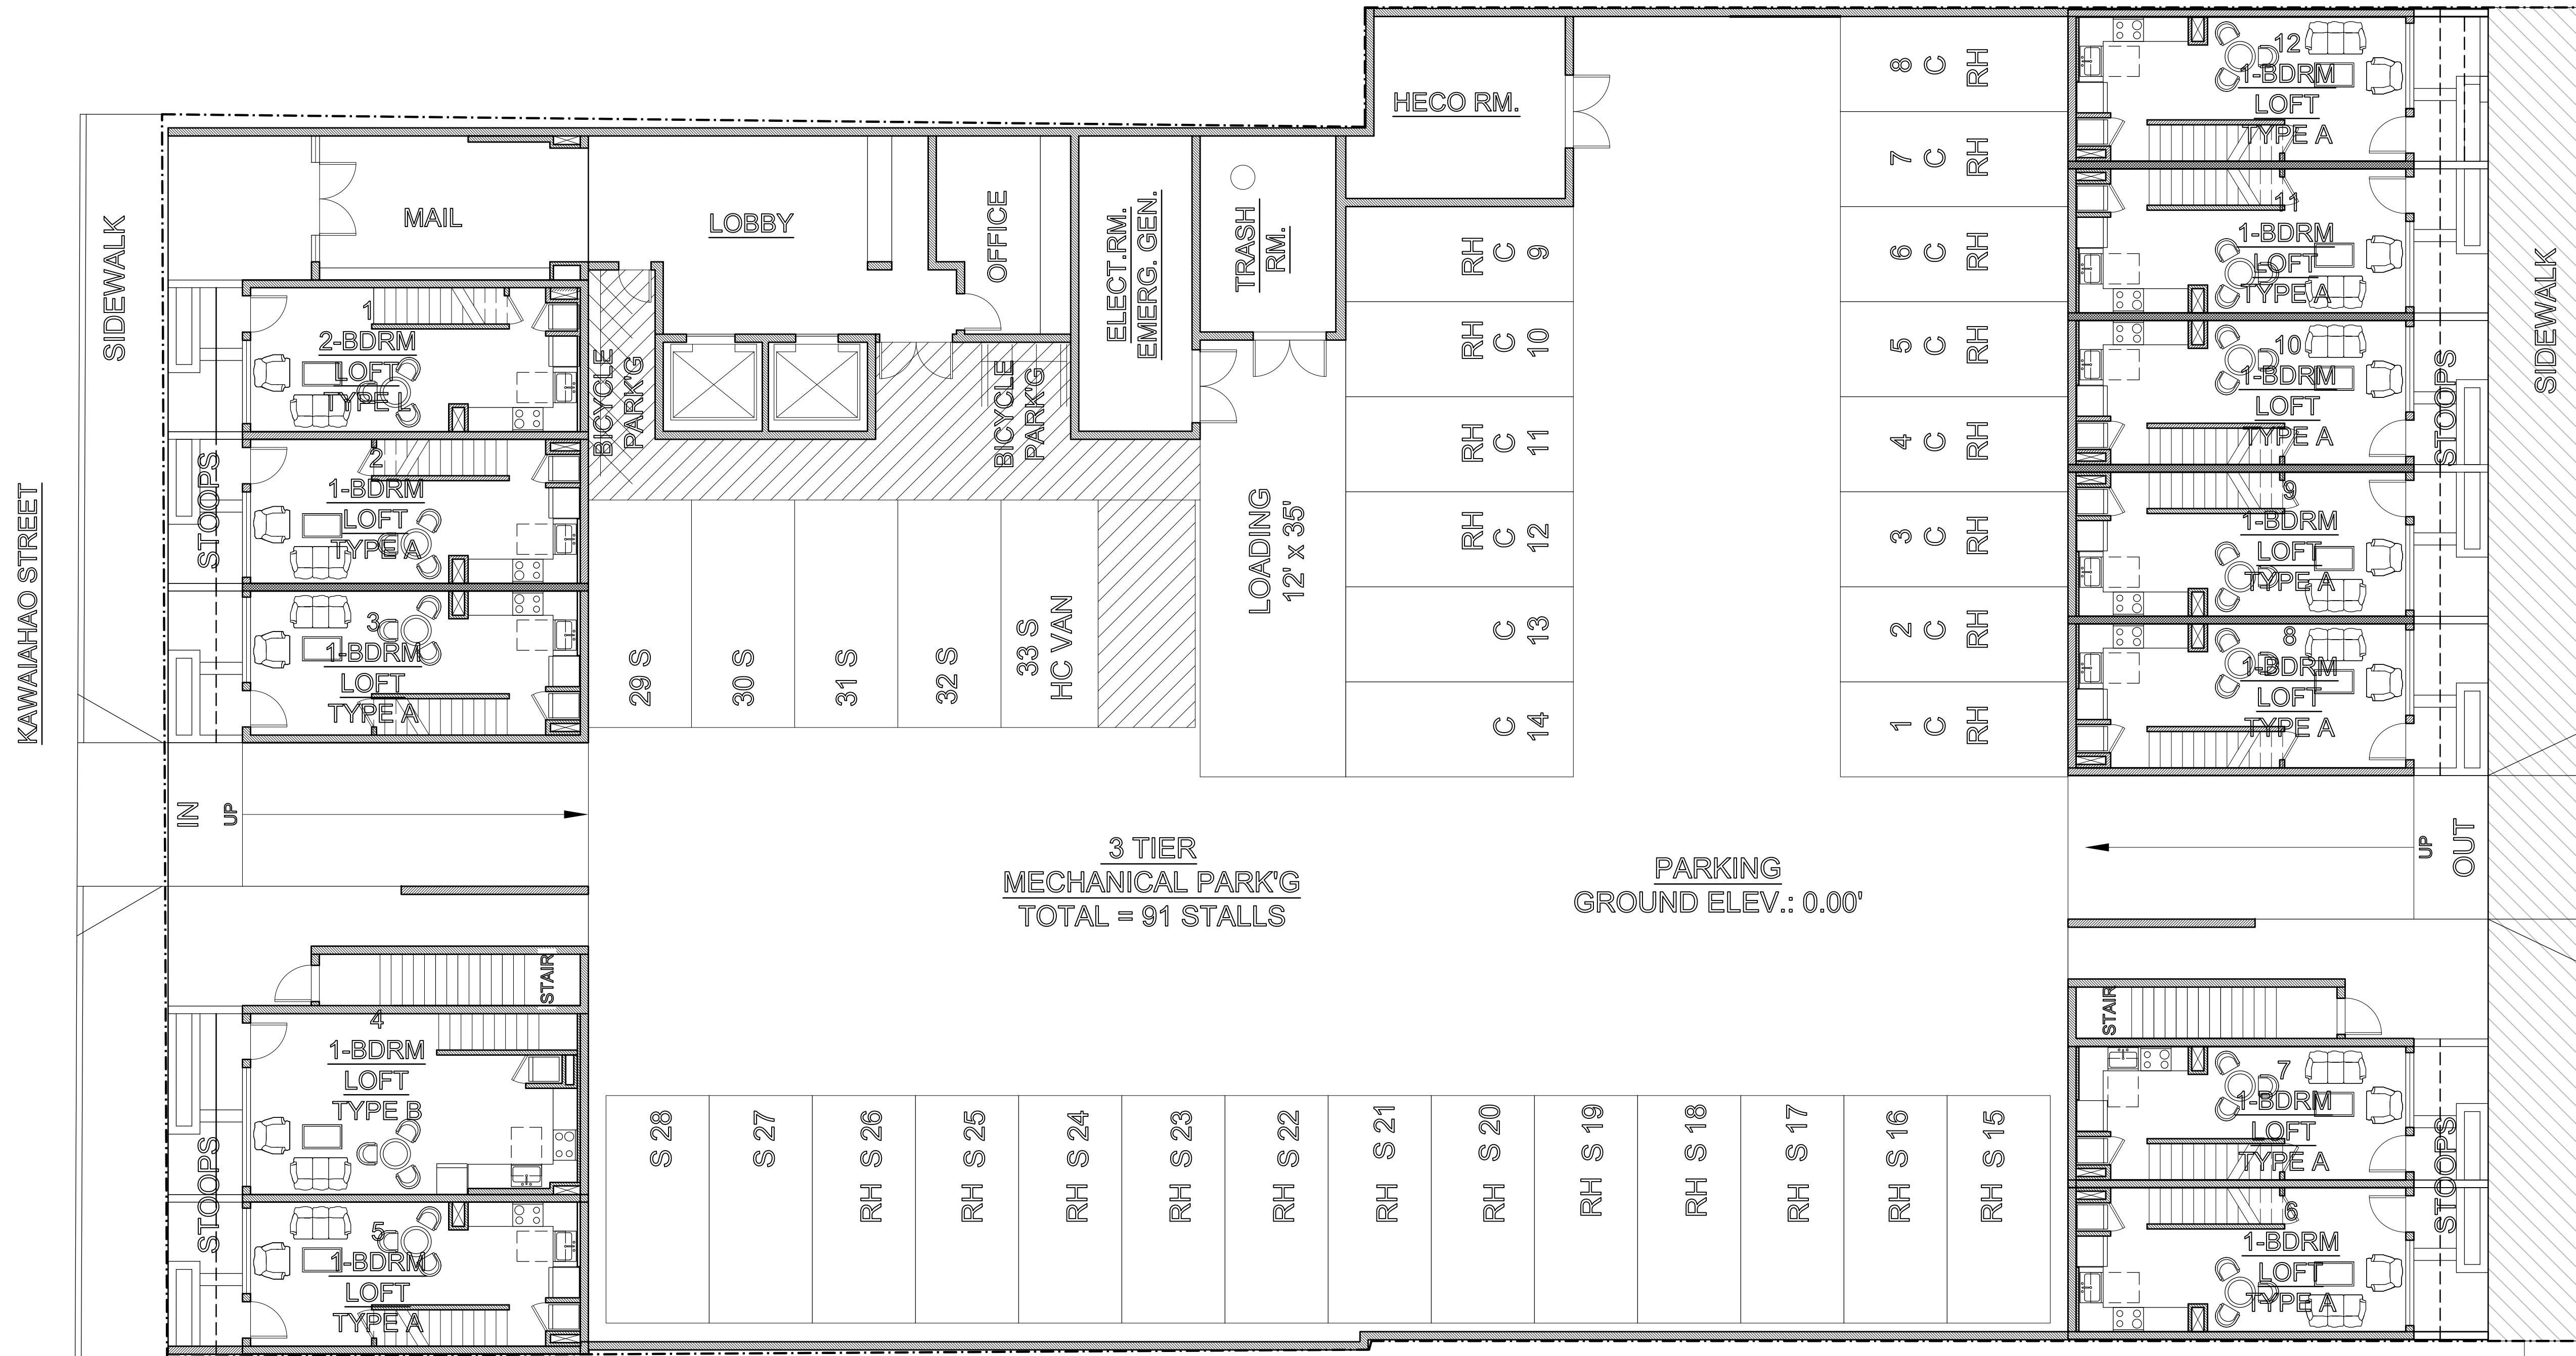 KAWAIAHAO STREET
SIDEWALK
STOOPS
STOOPS
IN
UP
MAIL
LOBBY
OFFICE
ELECT.RM.
EMERG. GEN.
TRASH
RM.
HECO RM.
BICYCLE
PARK'G
BICYCLE
PARK'G
1
2-BDRM
LOFT
TYPE L
2
1-BDRM
LOFT
TYPE A
3
1-BDRM
LOFT
TYPE A
STAIR
4
1-BDRM
LOFT
TYPE B
5
1-BDRM
LOFT
TYPE A
29 S
30 S
31 S
32 S
33 S
HC VAN
LOADING
12' x 35'
RH C 9
RH C 10
RH C 11
RH C 12
C 13
C 14
8 C RH
7 C RH
6 C RH
5 C RH
4 C RH
3 C RH
2 C RH
1 C RH
3 TIER
MECHANICAL PARK'G
TOTAL = 91 STALLS
PARKING
GROUND ELEV.: 0.00'
S 28
S 27
RH S 26
RH S 25
RH S 24
RH S 23
RH S 22
RH S 21
RH S 20
RH S 19
RH S 18
RH S 17
RH S 16
RH S 15
12
1-BDRM
LOFT
TYPE A
11
1-BDRM
LOFT
TYPE A
10
1-BDRM
LOFT
TYPE A
9
1-BDRM
LOFT
TYPE A
8
1-BDRM
LOFT
TYPE A
UP
OUT
STAIR
7
1-BDRM
LOFT
TYPE A
6
1-BDRM
LOFT
TYPE A
STOOPS
STOOPS
SIDEWALK